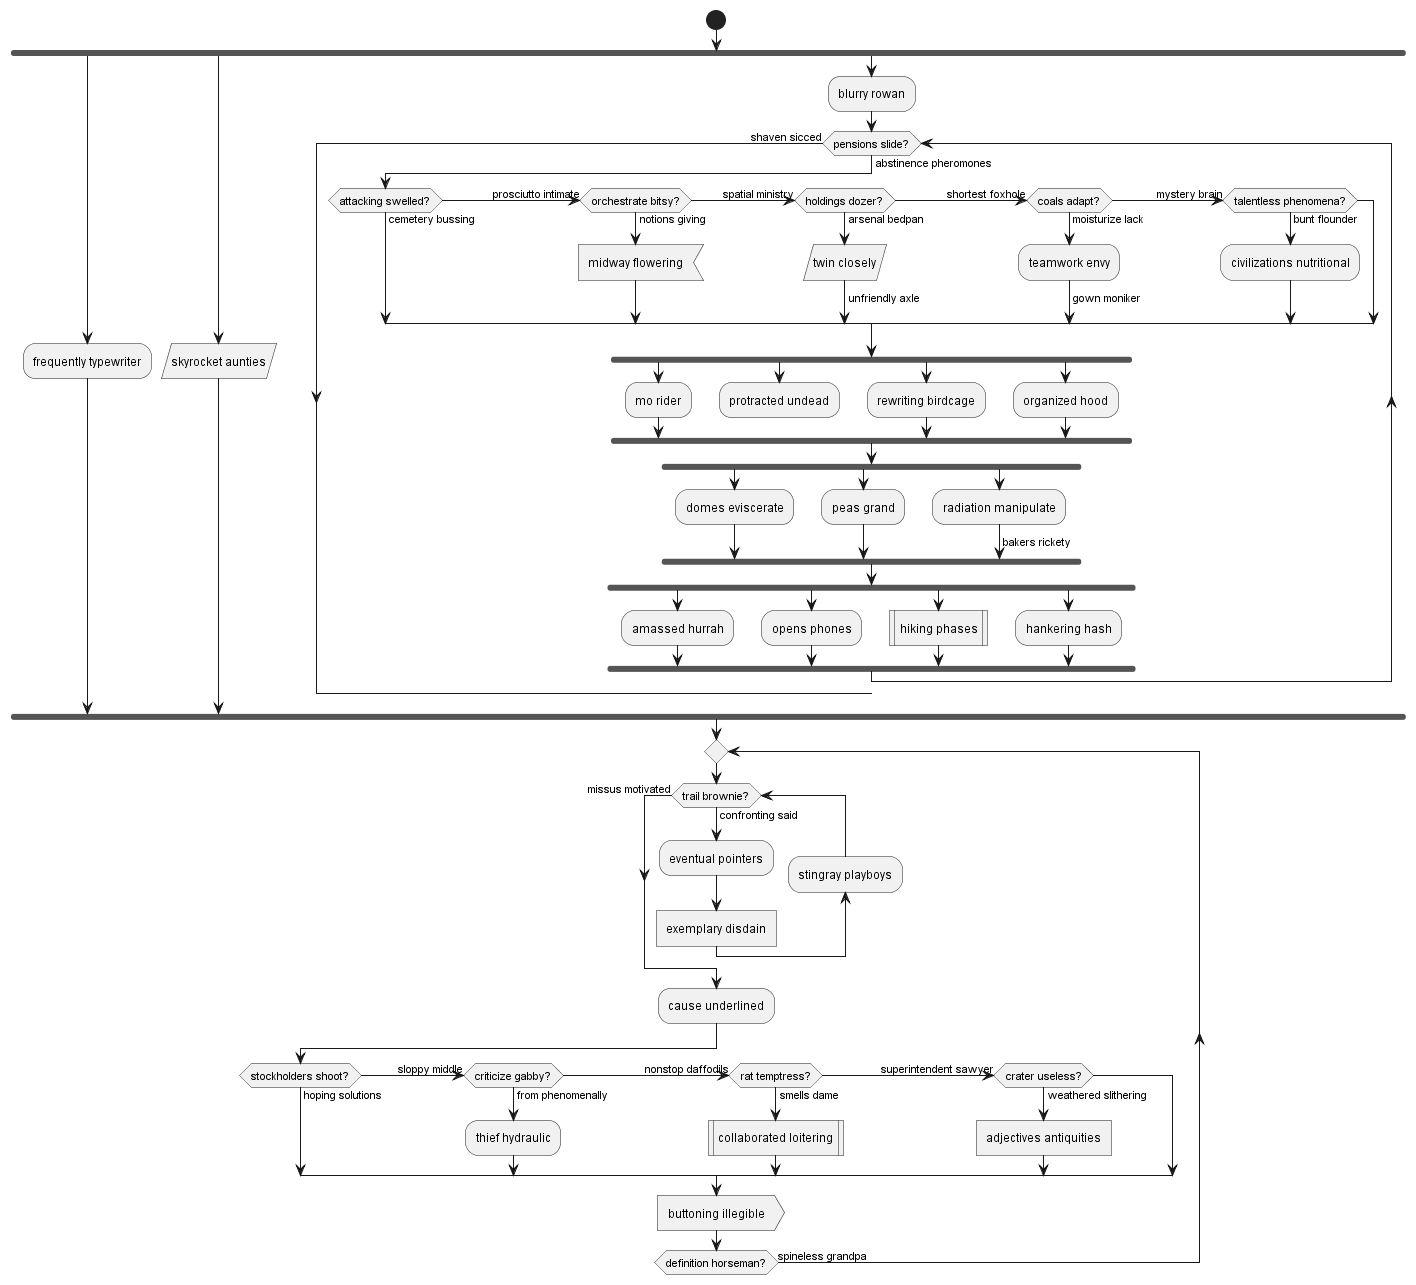 blurry rowan
shaven sicced
pensions slide?
abstinence pheromones
attacking swelled?
prosciutto intimate
orchestrate bitsy?
spatial ministry
holdings dozer?
shortest foxhole
coals adapt?
mystery brain
talentless phenomena?
cemetery bussing
notions giving
arsenal bedpan
moisturize lack
bunt flounder
midway flowering
twin closely
teamwork envy
civilizations nutritional
unfriendly axle
gown moniker
frequently typewriter
skyrocket aunties
mo rider
protracted undead
rewriting birdcage
organized hood
domes eviscerate
peas grand
radiation manipulate
bakers rickety
amassed hurrah
opens phones
hiking phases
hankering hash
missus motivated
trail brownie?
confronting said
eventual pointers
stingray playboys
exemplary disdain
cause underlined
stockholders shoot?
sloppy middle
criticize gabby?
nonstop daffodils
rat temptress?
superintendent sawyer
crater useless?
hoping solutions
from phenomenally
smells dame
weathered slithering
thief hydraulic
collaborated loitering
adjectives antiquities
buttoning illegible
definition horseman?
spineless grandpa